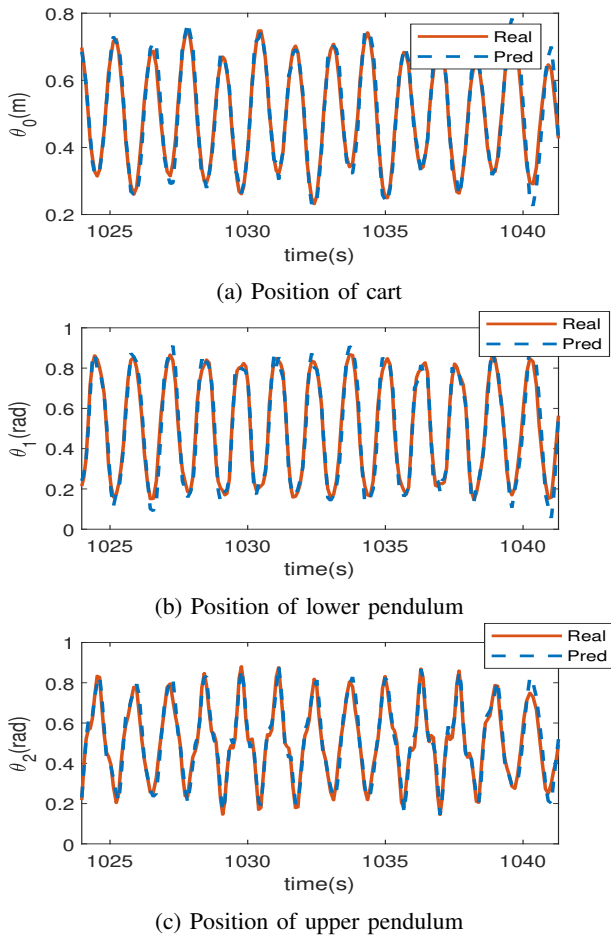 0.8
0.6
0.4
0.2
θ_0(m)
Real
Pred
1025
1030
1035
1040
time(s)
(a) Position of cart
1
0.8
0.6
0.4
0.2
0
θ_1(rad)
Real
Pred
1025
1030
1035
1040
time(s)
(b) Position of lower pendulum
1
0.8
0.6
0.4
0.2
0
θ_2(rad)
Real
Pred
1025
1030
1035
1040
time(s)
(c) Position of upper pendulum